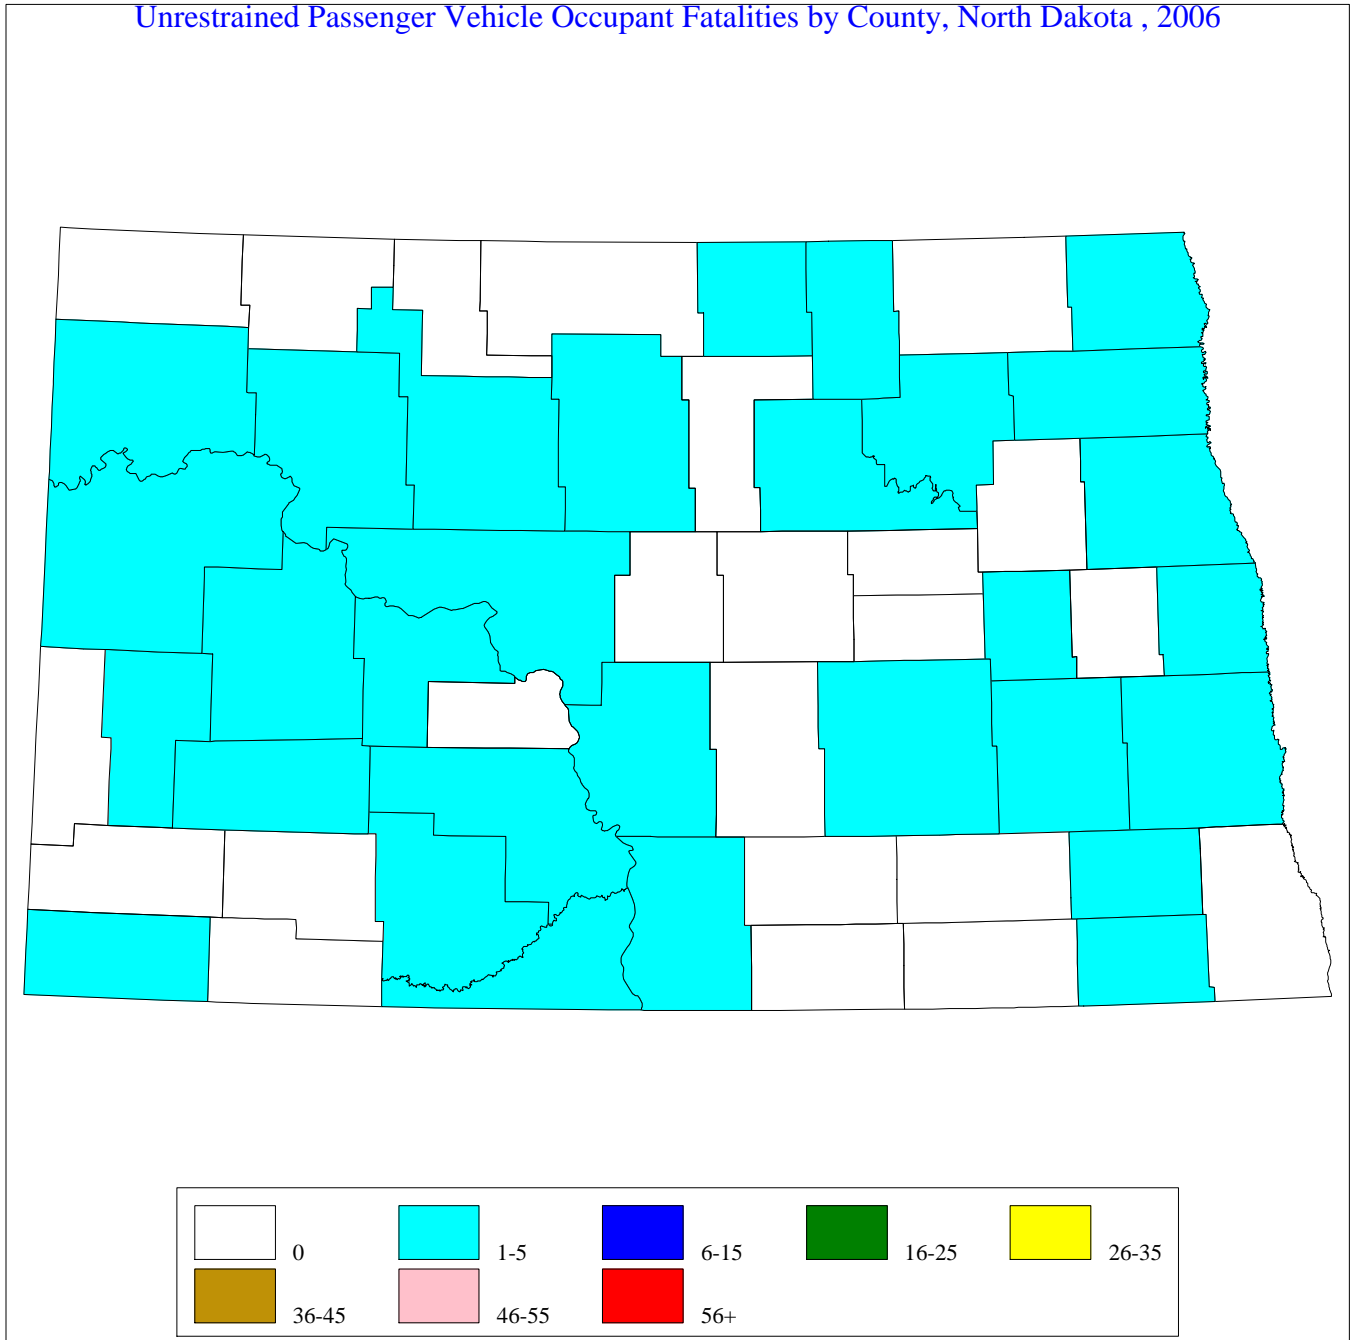 Unrestrained Passenger Vehicle Occupant Fatalities by County, North Dakota , 2006
0 1-5 6-15 16-25 26-35
36-45 46-55 56+